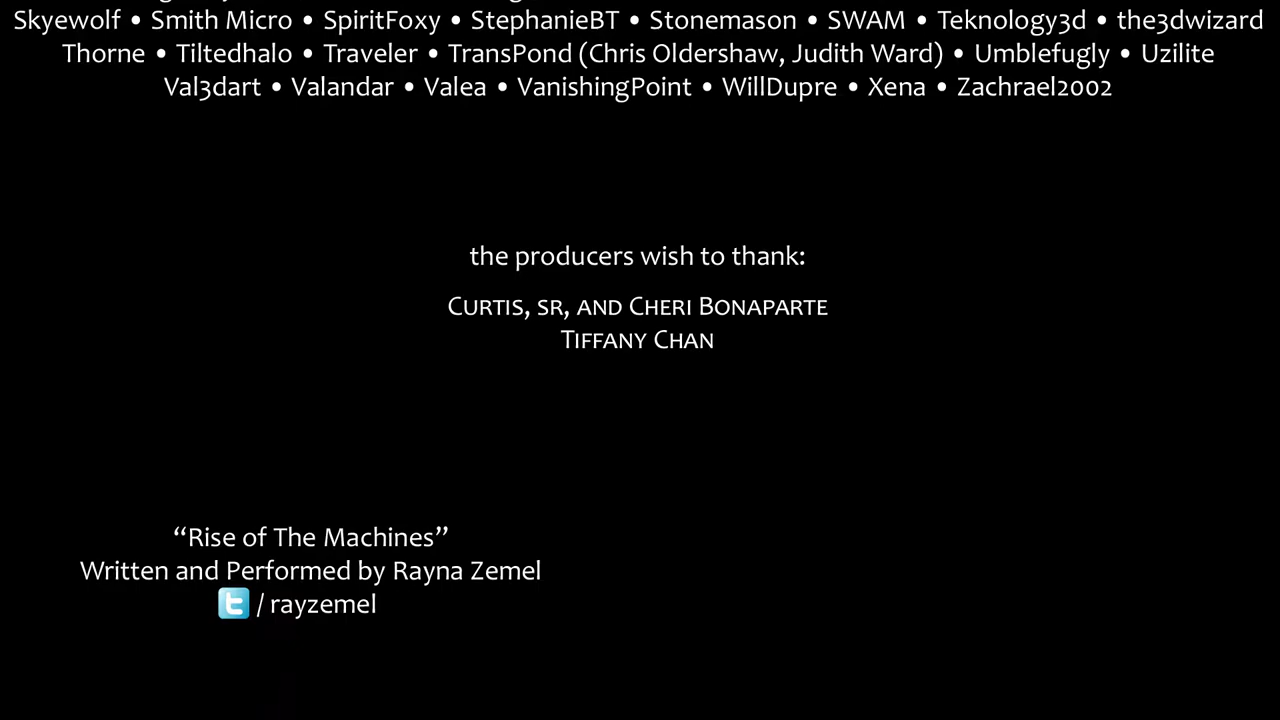 Skyewolf • Smith Micro • SpiritFoxy • StephanieBT • Stonemason • SWAM • Teknology3d • the3dwizard
Thorne • Tiltedhalo • Traveler • TransPond (Chris Oldershaw, Judith Ward) • Umblefugly • Uzilite
Val3dart • Valandar • Valea • VanishingPoint • WillDupre • Xena • Zachrael2002
the producers wish to thank:
Curtis, sr, and Cheri Bonaparte
Tiffany Chan
“Rise of The Machines”
Written and Performed by Rayna Zemel
/ rayzemel